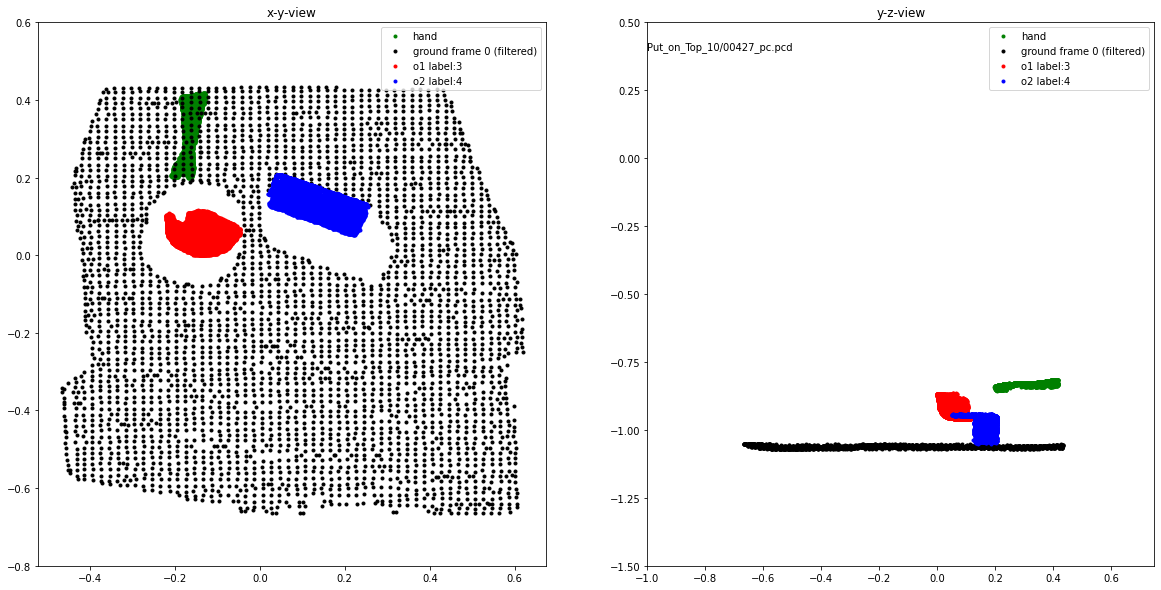 x-y-view
0.6
0.4
0.2
0.0
−0.2
−0.4
−0.6
−0.8
−0.4
−0.2
0.0
0.2
0.4
0.6
hand
ground frame 0 (filtered)
o1 label:3
o2 label:4
y-z-view
Put_on_Top_10/00427_pc.pcd
0.50
0.25
0.00
−0.25
−0.50
−0.75
−1.00
−1.25
−1.50
−1.0
−0.8
−0.6
−0.4
−0.2
0.0
0.2
0.4
0.6
hand
ground frame 0 (filtered)
o1 label:3
o2 label:4